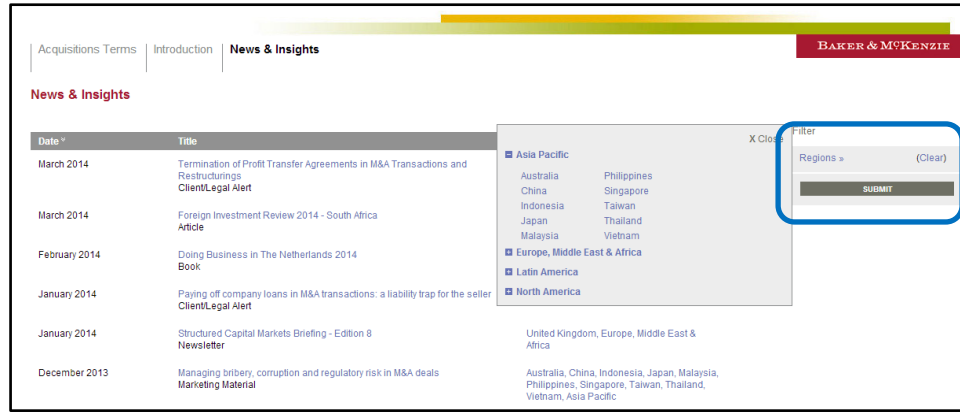 Acquisitions Terms
Introduction
News & Insights
BAKER & MCKENZIE
News & Insights
Date
Title
X Close
Filter
Regions »
(Clear)
SUBMIT
March 2014
Termination of Profit Transfer Agreements in M&A Transactions and
Restructurings
Client/Legal Alert
March 2014
Foreign Investment Review 2014 - South Africa
Article
February 2014
Doing Business in The Netherlands 2014
Book
January 2014
Paying off company loans in M&A transactions: a liability trap for the seller
Client/Legal Alert
Asia Pacific
Australia
Philippines
China
Singapore
Indonesia
Taiwan
Japan
Thailand
Malaysia
Vietnam
Europe, Middle East & Africa
Latin America
North America
January 2014
Structured Capital Markets Briefing - Edition 8
Newsletter
United Kingdom, Europe, Middle East &
Africa
December 2013
Managing bribery, corruption and regulatory risk in M&A deals
Marketing Material
Australia, China, Indonesia, Japan, Malaysia,
Philippines, Singapore, Taiwan, Thailand,
Vietnam, Asia Pacific